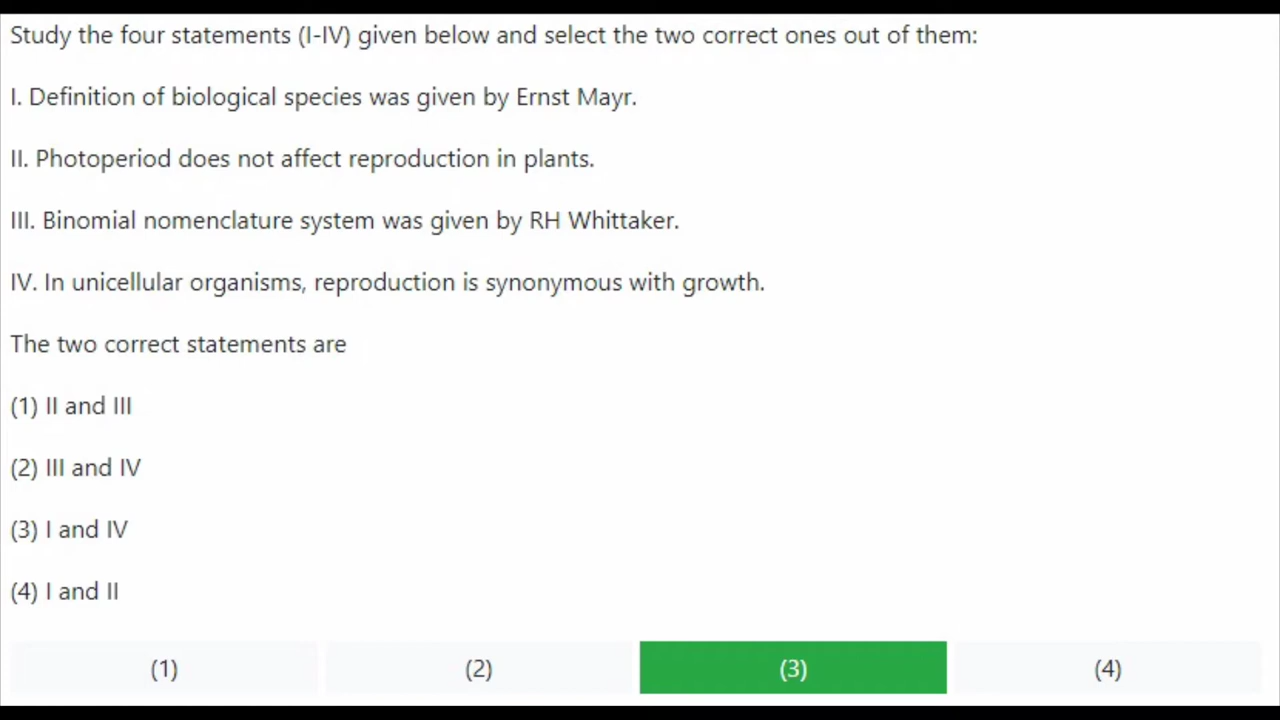 Study the four statements (I-IV) given below and select the two correct ones out of them:
I. Definition of biological species was given by Ernst Mayr.
II. Photoperiod does not affect reproduction in plants.
III. Binomial nomenclature system was given by RH Whittaker.
IV. In unicellular organisms, reproduction is synonymous with growth.
The two correct statements are
(1) II and III
(2) III and IV
(3) I and IV
(4) I and II
(1) (2) (3) (4)